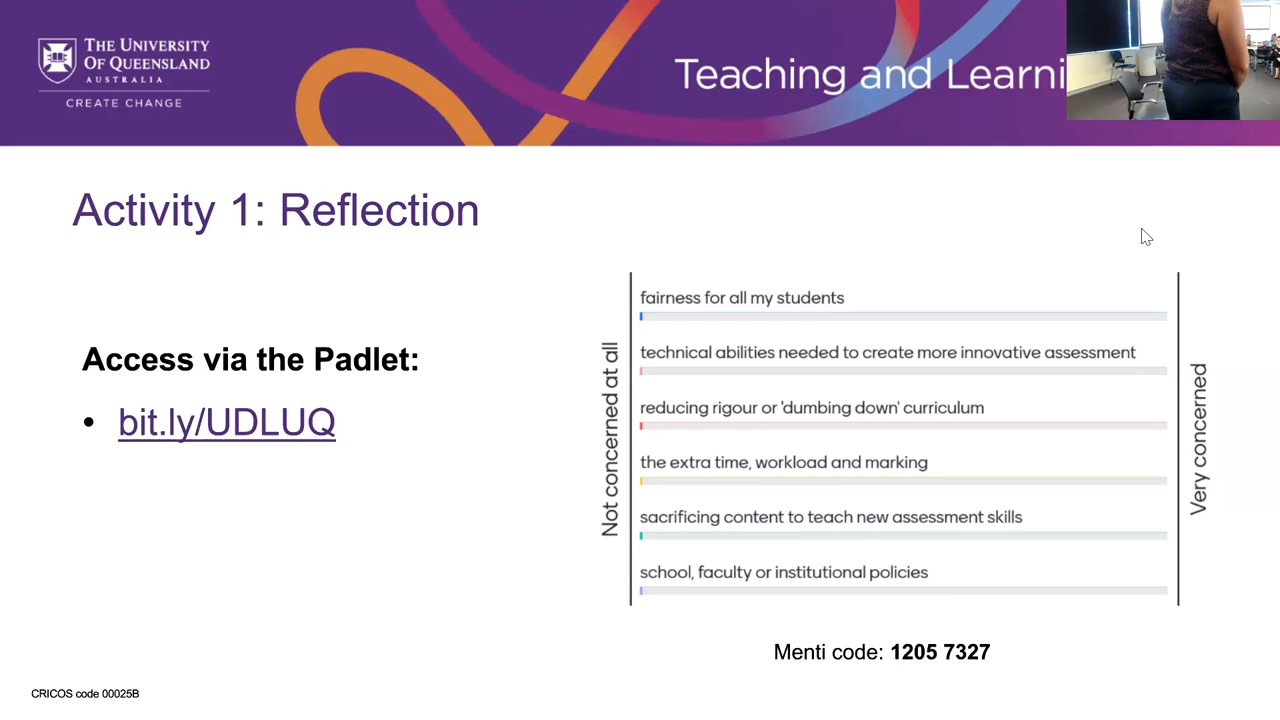 THE UNIVERSITY
OF QUEENSLAND
AUSTRALIA
CREATE CHANGE
Teaching and
Activity 1: Reflection
Access via the Padlet:
• bit.ly/UDLUQ
Not concerned at all
fairness for all my students
technical abilities needed to create more innovative assessment
reducing rigour or 'dumbing down' curriculum
the extra time, workload and marking
sacrificing content to teach new assessment skills
school, faculty or institutional policies
Very concerned
Menti code: 1205 7327
CRICOS code 00025B